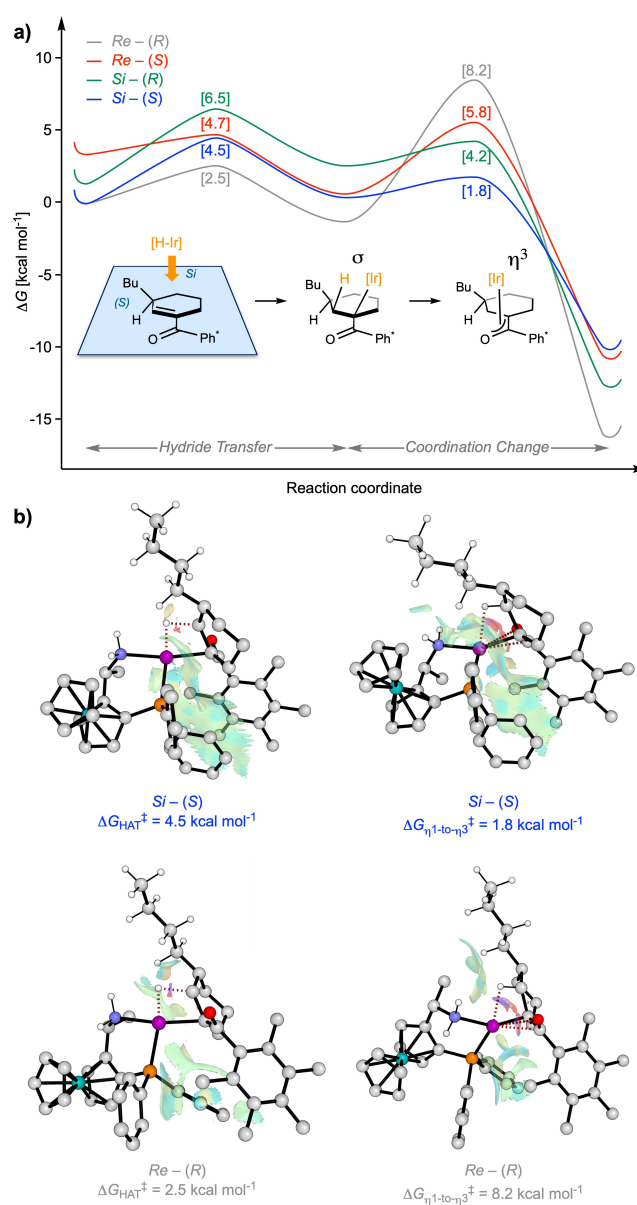 a)
Re – (R)
Re – (S)
Si – (R)
Si – (S)
10
5
0
-5
-10
-15
ΔG [kcal mol⁻¹]
[6.5]
[4.7]
[4.5]
[2.5]
[8.2]
[5.8]
[4.2]
[1.8]
[H-Ir]
Si
Bu
(S)
H
O
Ph*
σ
Bu
H
[Ir]
H
O
Ph*
η³
[Ir]
Bu
H
O
Ph*
Hydride Transfer
Coordination Change
Reaction coordinate
b)
Si – (S)
ΔG_HAT‡ = 4.5 kcal mol⁻¹
Si – (S)
ΔG_η1-to-η3‡ = 1.8 kcal mol⁻¹
Re – (R)
ΔG_HAT‡ = 2.5 kcal mol⁻¹
Re – (R)
ΔG_η1-to-η3‡ = 8.2 kcal mol⁻¹